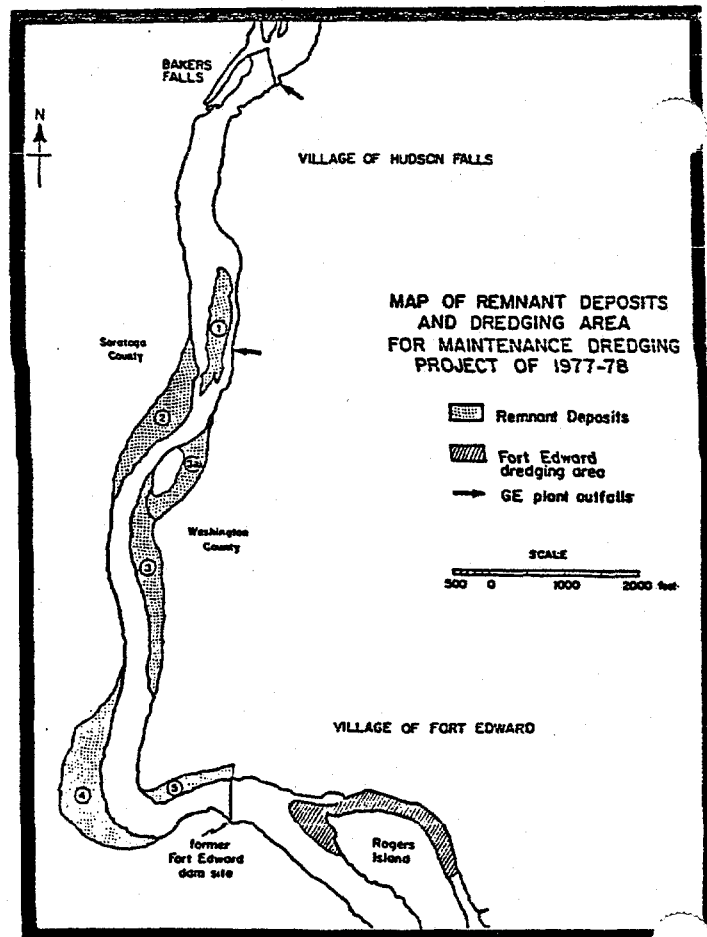 BAKERS
FALLS
N
VILLAGE OF HUDSON FALLS
MAP OF REMNANT DEPOSITS
AND DREDGING AREA
FOR MAINTENANCE DREDGING
PROJECT OF 1977-78
1
Saratoga
County
2
Remnant Deposits
3a
Fort Edward
dredging area
GE plant outfalls
Washington
County
3
SCALE
500 0 1000 2000 feet
VILLAGE OF FORT EDWARD
5
4
former
Fort Edward
dam site
Rogers
Island